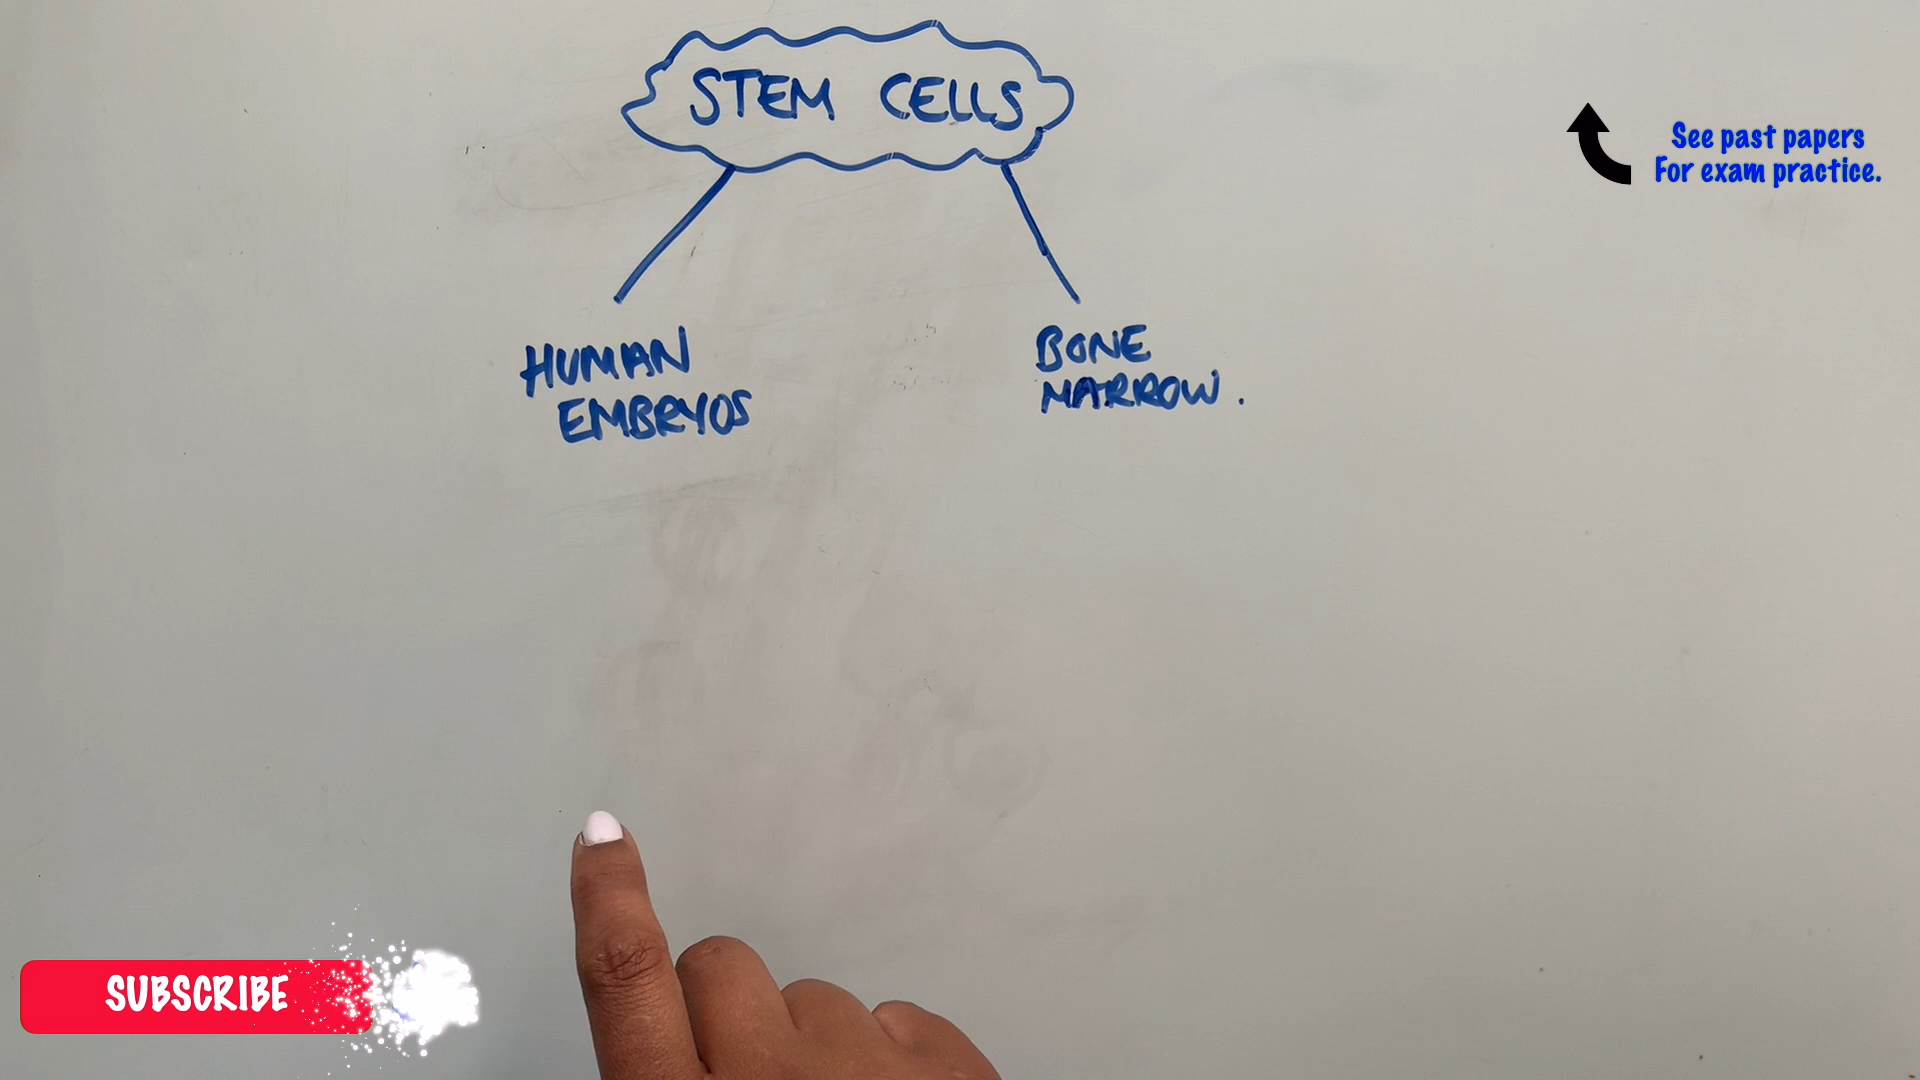 STEM CELLS
See past papers
For exam practice.
HUMAN
EMBRYOS
BONE
MARROW.
SUBSCRIBE